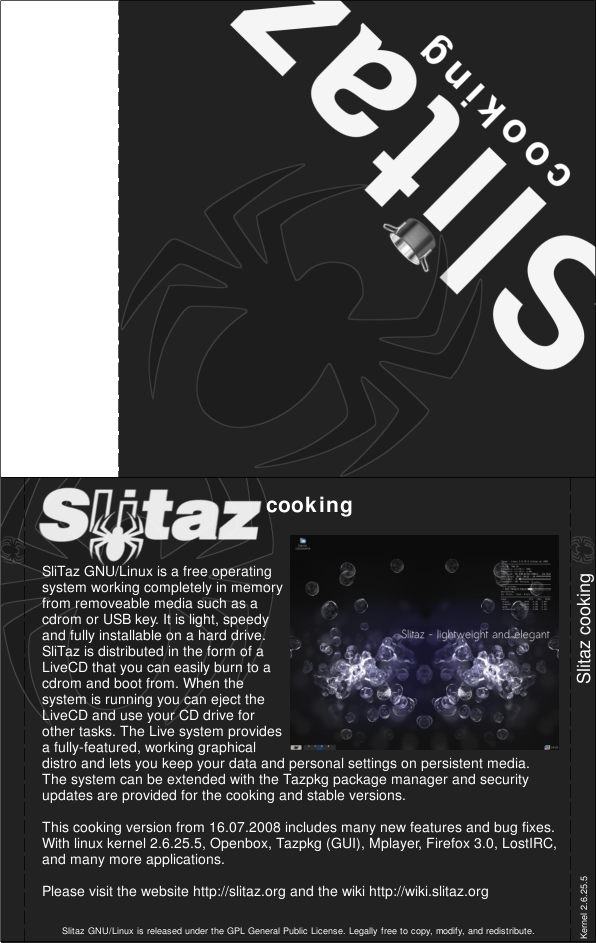 Slitaz
cooking
Slitaz cooking
SliTaz GNU/Linux is a free operating
system working completely in memory
from removeable media such as a
cdrom or USB key. It is light, speedy
and fully installable on a hard drive.
SliTaz is distributed in the form of a
LiveCD that you can easily burn to a
cdrom and boot from. When the
system is running you can eject the
LiveCD and use your CD drive for
other tasks. The Live system provides
a fully-featured, working graphical
distro and lets you keep your data and personal settings on persistent media.
The system can be extended with the Tazpkg package manager and security
updates are provided for the cooking and stable versions.
This cooking version from 16.07.2008 includes many new features and bug fixes.
With linux kernel 2.6.25.5, Openbox, Tazpkg (GUI), Mplayer, Firefox 3.0, LostIRC,
and many more applications.
Please visit the website http://slitaz.org and the wiki http://wiki.slitaz.org
Slitaz GNU/Linux is released under the GPL General Public License. Legally free to copy, modify, and redistribute.
Slitaz - lightweight and elegant
Slitaz cooking
Kernel 2.6.25.5